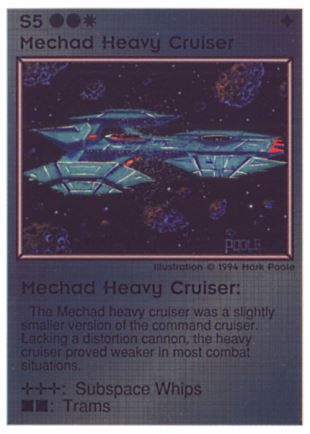 S5
Mechad Heavy Cruiser
POOLE
Illustration © 1994 Mark Poole
Mechad Heavy Cruiser:
The Mechad heavy cruiser was a slightly
smaller version of the command cruiser.
Lacking a distortion cannon, the heavy
cruiser proved weaker in most combat
situations.
+++: Subspace Whips
■■: Trams